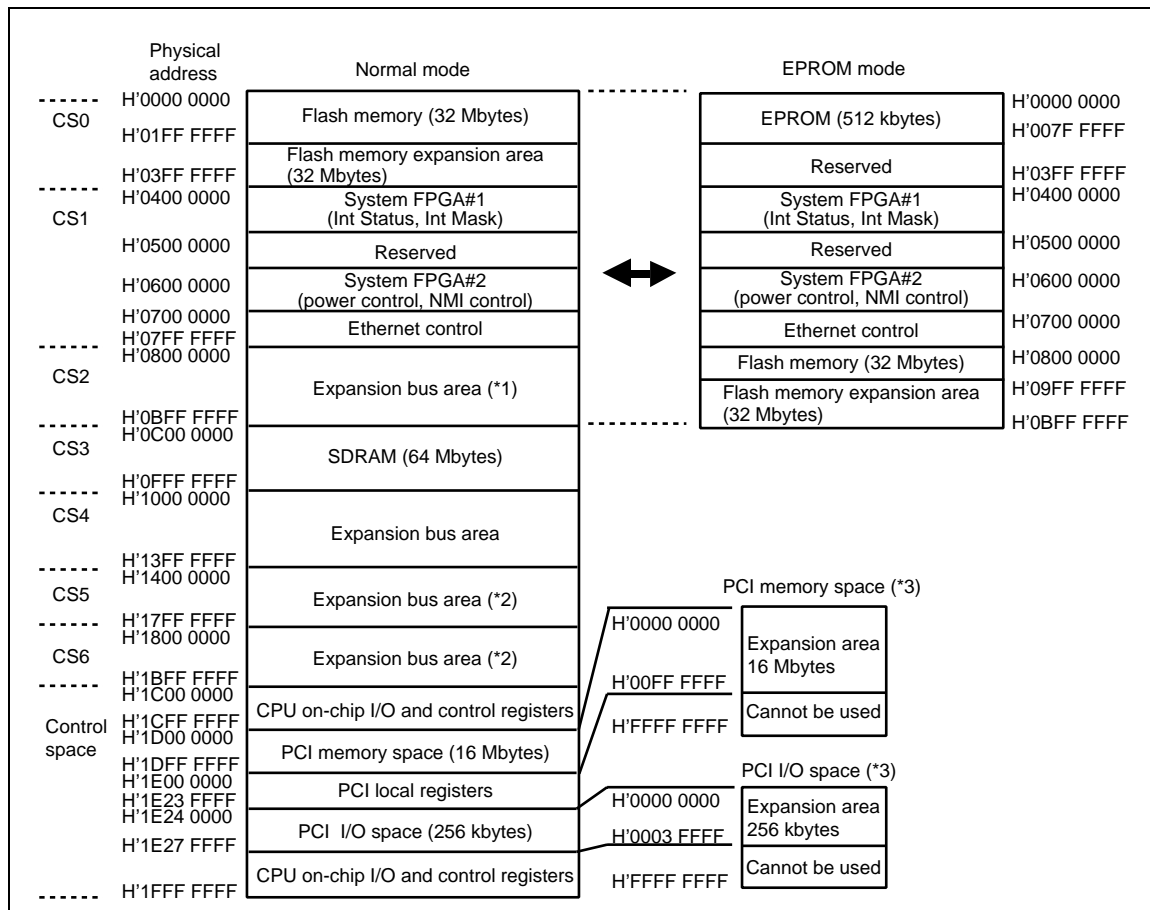 Physical
address
Normal mode
EPROM mode
CS0
H'0000 0000
Flash memory (32 Mbytes)
H'01FF FFFF
Flash memory expansion area
(32 Mbytes)
H'03FF FFFF
CS1
H'0400 0000
System FPGA#1
(Int Status, Int Mask)
H'0500 0000
Reserved
H'0600 0000
System FPGA#2
(power control, NMI control)
H'0700 0000
Ethernet control
H'07FF FFFF
CS2
H'0800 0000
Expansion bus area (*1)
H'0BFF FFFF
CS3
H'0C00 0000
SDRAM (64 Mbytes)
H'0FFF FFFF
CS4
H'1000 0000
Expansion bus area
H'13FF FFFF
CS5
H'1400 0000
Expansion bus area (*2)
H'17FF FFFF
CS6
H'1800 0000
Expansion bus area (*2)
H'1BFF FFFF
Control
space
H'1C00 0000
CPU on-chip I/O and control registers
H'1CFF FFFF
H'1D00 0000
PCI memory space (16 Mbytes)
H'1DFF FFFF
H'1E00 0000
PCI local registers
H'1E23 FFFF
H'1E24 0000
PCI I/O space (256 kbytes)
H'1E27 FFFF
CPU on-chip I/O and control registers
H'1FFF FFFF
EPROM (512 kbytes)
H'0000 0000
H'007F FFFF
Reserved
H'03FF FFFF
System FPGA#1
(Int Status, Int Mask)
H'0400 0000
Reserved
H'0500 0000
System FPGA#2
(power control, NMI control)
H'0600 0000
Ethernet control
H'0700 0000
Flash memory (32 Mbytes)
H'0800 0000
Flash memory expansion area
(32 Mbytes)
H'09FF FFFF
H'0BFF FFFF
PCI memory space (*3)
H'0000 0000
Expansion area
16 Mbytes
H'00FF FFFF
Cannot be used
H'FFFF FFFF
PCI I/O space (*3)
H'0000 0000
Expansion area
256 kbytes
H'0003 FFFF
Cannot be used
H'FFFF FFFF